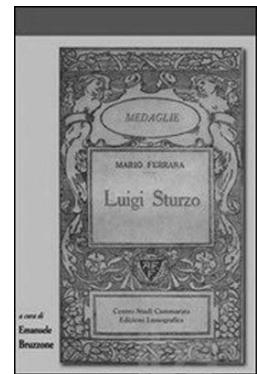 MEDAGLIE
MARIO FERRARA
Luigi Sturzo
Centro Studi Cammarata
Edizioni Lussografica
a cura di
Emanuele
Bruzzone